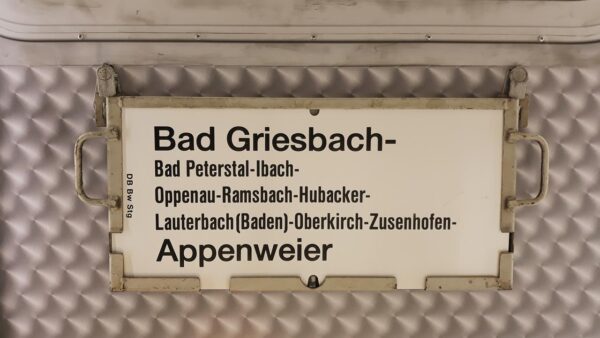 Bad Griesbach-
Bad Peterstal-Ibach-
Oppenau-Ramsbach-Hubacker-
Lauterbach(Baden)-Oberkirch-Zusenhofen-
Appenweier
DB Bw Stg